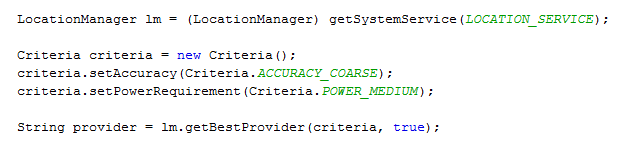 LocationManager lm = (LocationManager) getSystemService(LOCATION_SERVICE);
Criteria criteria = new Criteria();
criteria.setAccuracy(Criteria.ACCURACY_COARSE);
criteria.setPowerRequirement(Criteria.POWER_MEDIUM);
String provider = lm.getBestProvider(criteria, true);